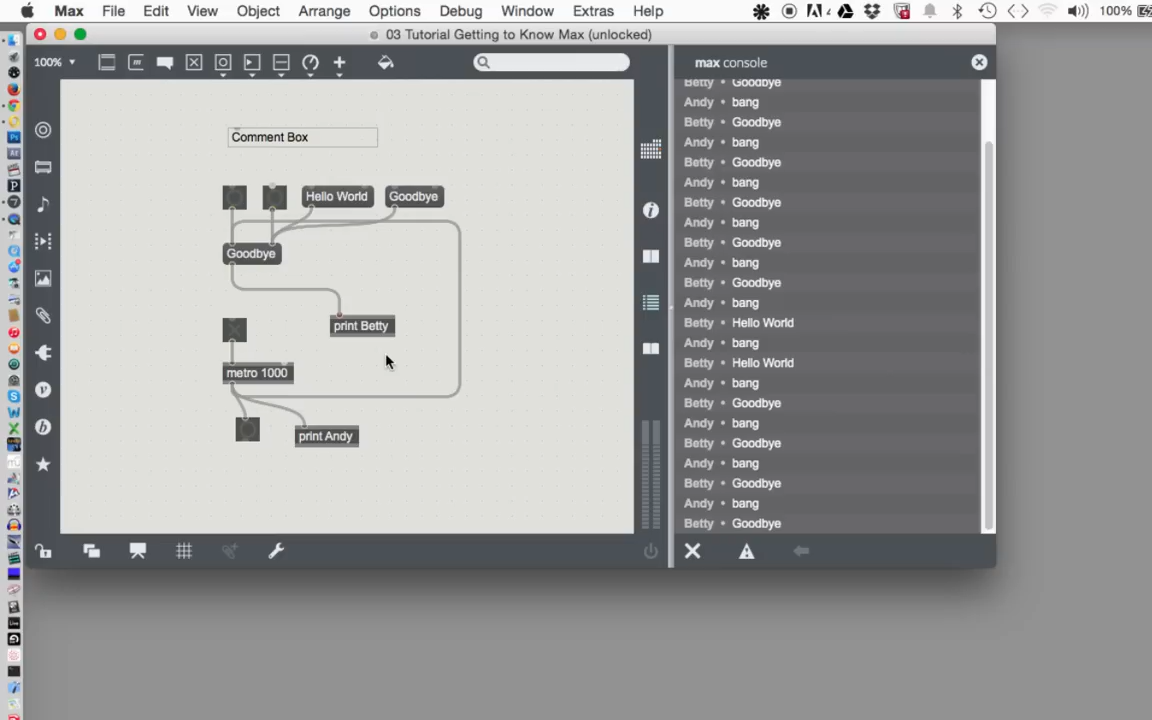 Max File Edit View Object Arrange Options Debug Window Extras Help 100%
03 Tutorial Getting to Know Max (unlocked)
100%
max console
Comment Box
Hello World Goodbye
Goodbye
print Betty
metro 1000
print Andy
Betty • Goodbye
Andy • bang
Betty • Goodbye
Andy • bang
Betty • Goodbye
Andy • bang
Betty • Goodbye
Andy • bang
Betty • Goodbye
Andy • bang
Betty • Goodbye
Andy • bang
Betty • Hello World
Andy • bang
Betty • Hello World
Andy • bang
Betty • Goodbye
Andy • bang
Betty • Goodbye
Andy • bang
Betty • Goodbye
Andy • bang
Betty • Goodbye